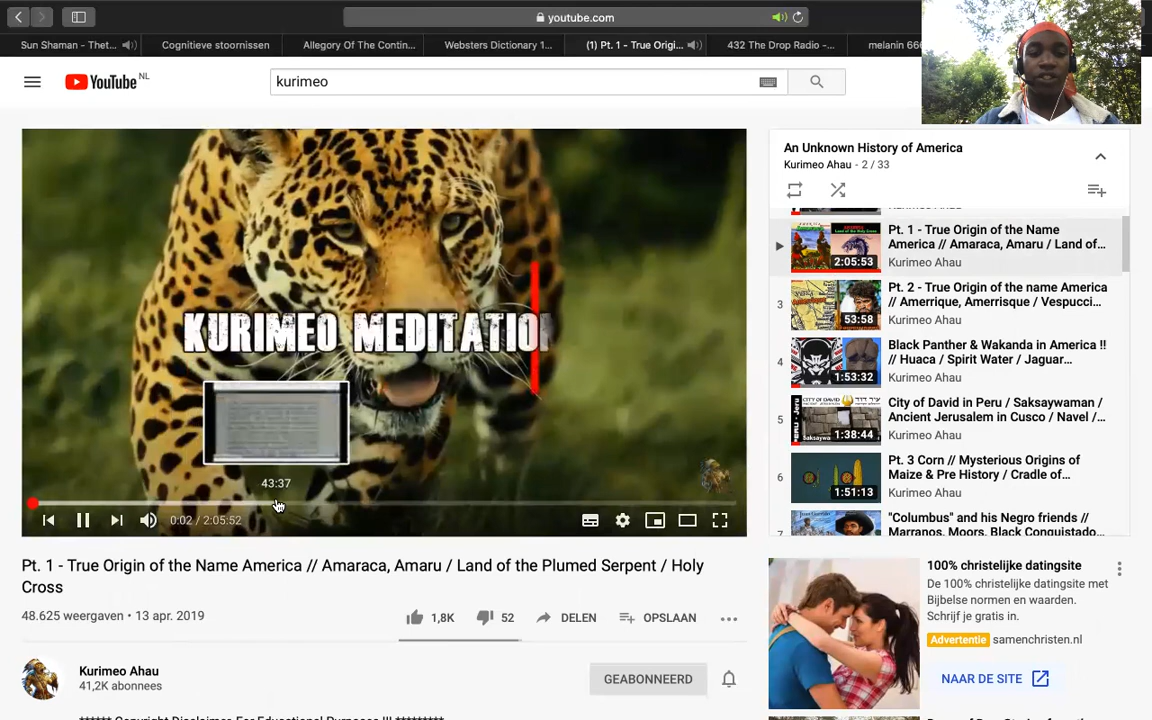 youtube.com
Sun Shaman - Thet...
Cognitieve stoornissen
Allegory Of The Contin...
Websters Dictionary 1...
(1) Pt. 1 - True Origi...
432 The Drop Radio -...
melanin 666
YouTube NL
kurimeo
An Unknown History of America
Kurimeo Ahau - 2 / 33
Pt. 1 - True Origin of the Name
America // Amaraca, Amaru / Land of...
Kurimeo Ahau
2:05:53
3
Pt. 2 - True Origin of the name America
// Amerrique, Amerrisque / Vespucci...
Kurimeo Ahau
53:58
4
Black Panther & Wakanda in America !!
// Huaca / Spirit Water / Jaguar...
Kurimeo Ahau
1:53:32
5
City of David in Peru / Saksaywaman /
Ancient Jerusalem in Cusco / Navel /...
Kurimeo Ahau
1:38:44
6
Pt. 3 Corn // Mysterious Origins of
Maize & Pre History / Cradle of...
Kurimeo Ahau
1:51:13
7
"Columbus" and his Negro friends //
Marranos, Moors, Black Conquistado...
KURIMEO MEDITATION
43:37
0:02 / 2:05:52
Pt. 1 - True Origin of the Name America // Amaraca, Amaru / Land of the Plumed Serpent / Holy
Cross
48.625 weergaven • 13 apr. 2019
1,8K
52
DELEN
OPSLAAN
Kurimeo Ahau
41,2K abonnees
GEABONNEERD
****** Copyright Disclaimer For Educational Purposes !!! *********
100% christelijke datingsite
De 100% christelijke datingsite met
Bijbelse normen en waarden.
Schrijf je gratis in.
Advertentie samenchristen.nl
NAAR DE SITE